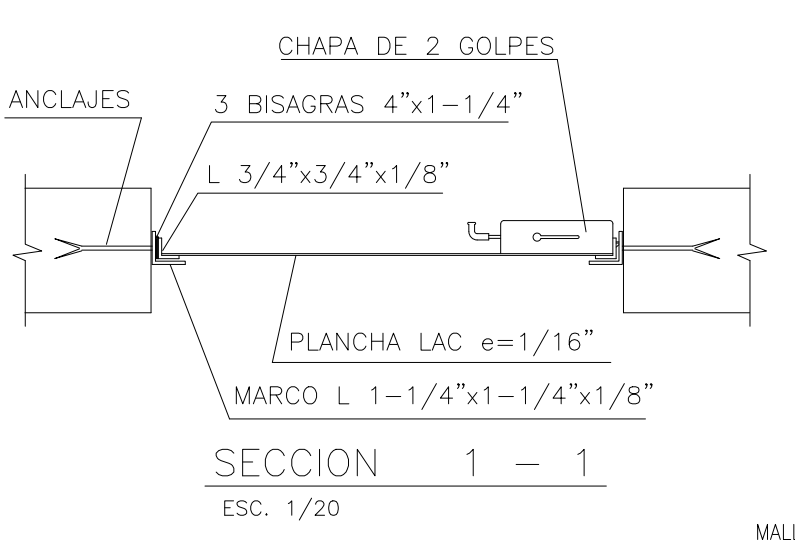 CHAPA DE 2 GOLPES
ANCLAJES
3 BISAGRAS 4"x1-1/4"
L 3/4"x3/4"x1/8"
PLANCHA LAC e=1/16"
MARCO L 1-1/4"x1-1/4"x1/8"
SECCION 1 - 1
ESC. 1/20
MALL